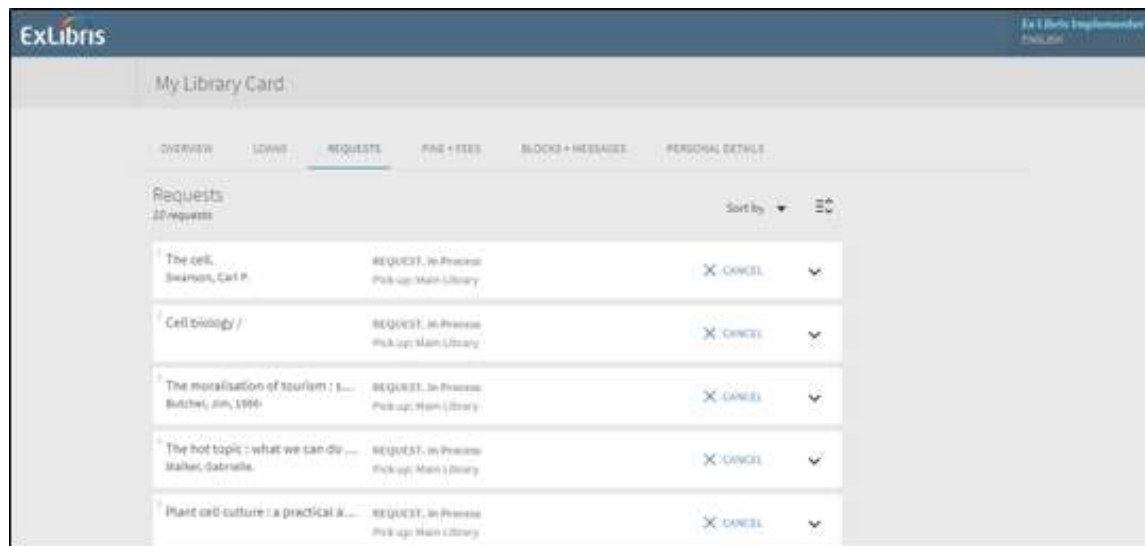 ExLibris
Ex Libris Implementer
ENGLISH
My Library Card
OVERVIEW LOANS REQUESTS FINE + FEES BLOCKS + MESSAGES PERSONAL DETAILS
Requests
10 requests
Sort by
The cell.
Swanson, Carl P.
REQUEST. In Process
Pick up: Main Library
CANCEL
Cell biology /
REQUEST. In Process
Pick up: Main Library
CANCEL
The moralisation of tourism : s...
Butcher, Jim, 1966-
REQUEST. In Process
Pick up: Main Library
CANCEL
The hot topic : what we can do ...
Walker, Gabrielle.
REQUEST. In Process
Pick up: Main Library
CANCEL
Plant cell culture : a practical a...
REQUEST. In Process
Pick up: Main Library
CANCEL